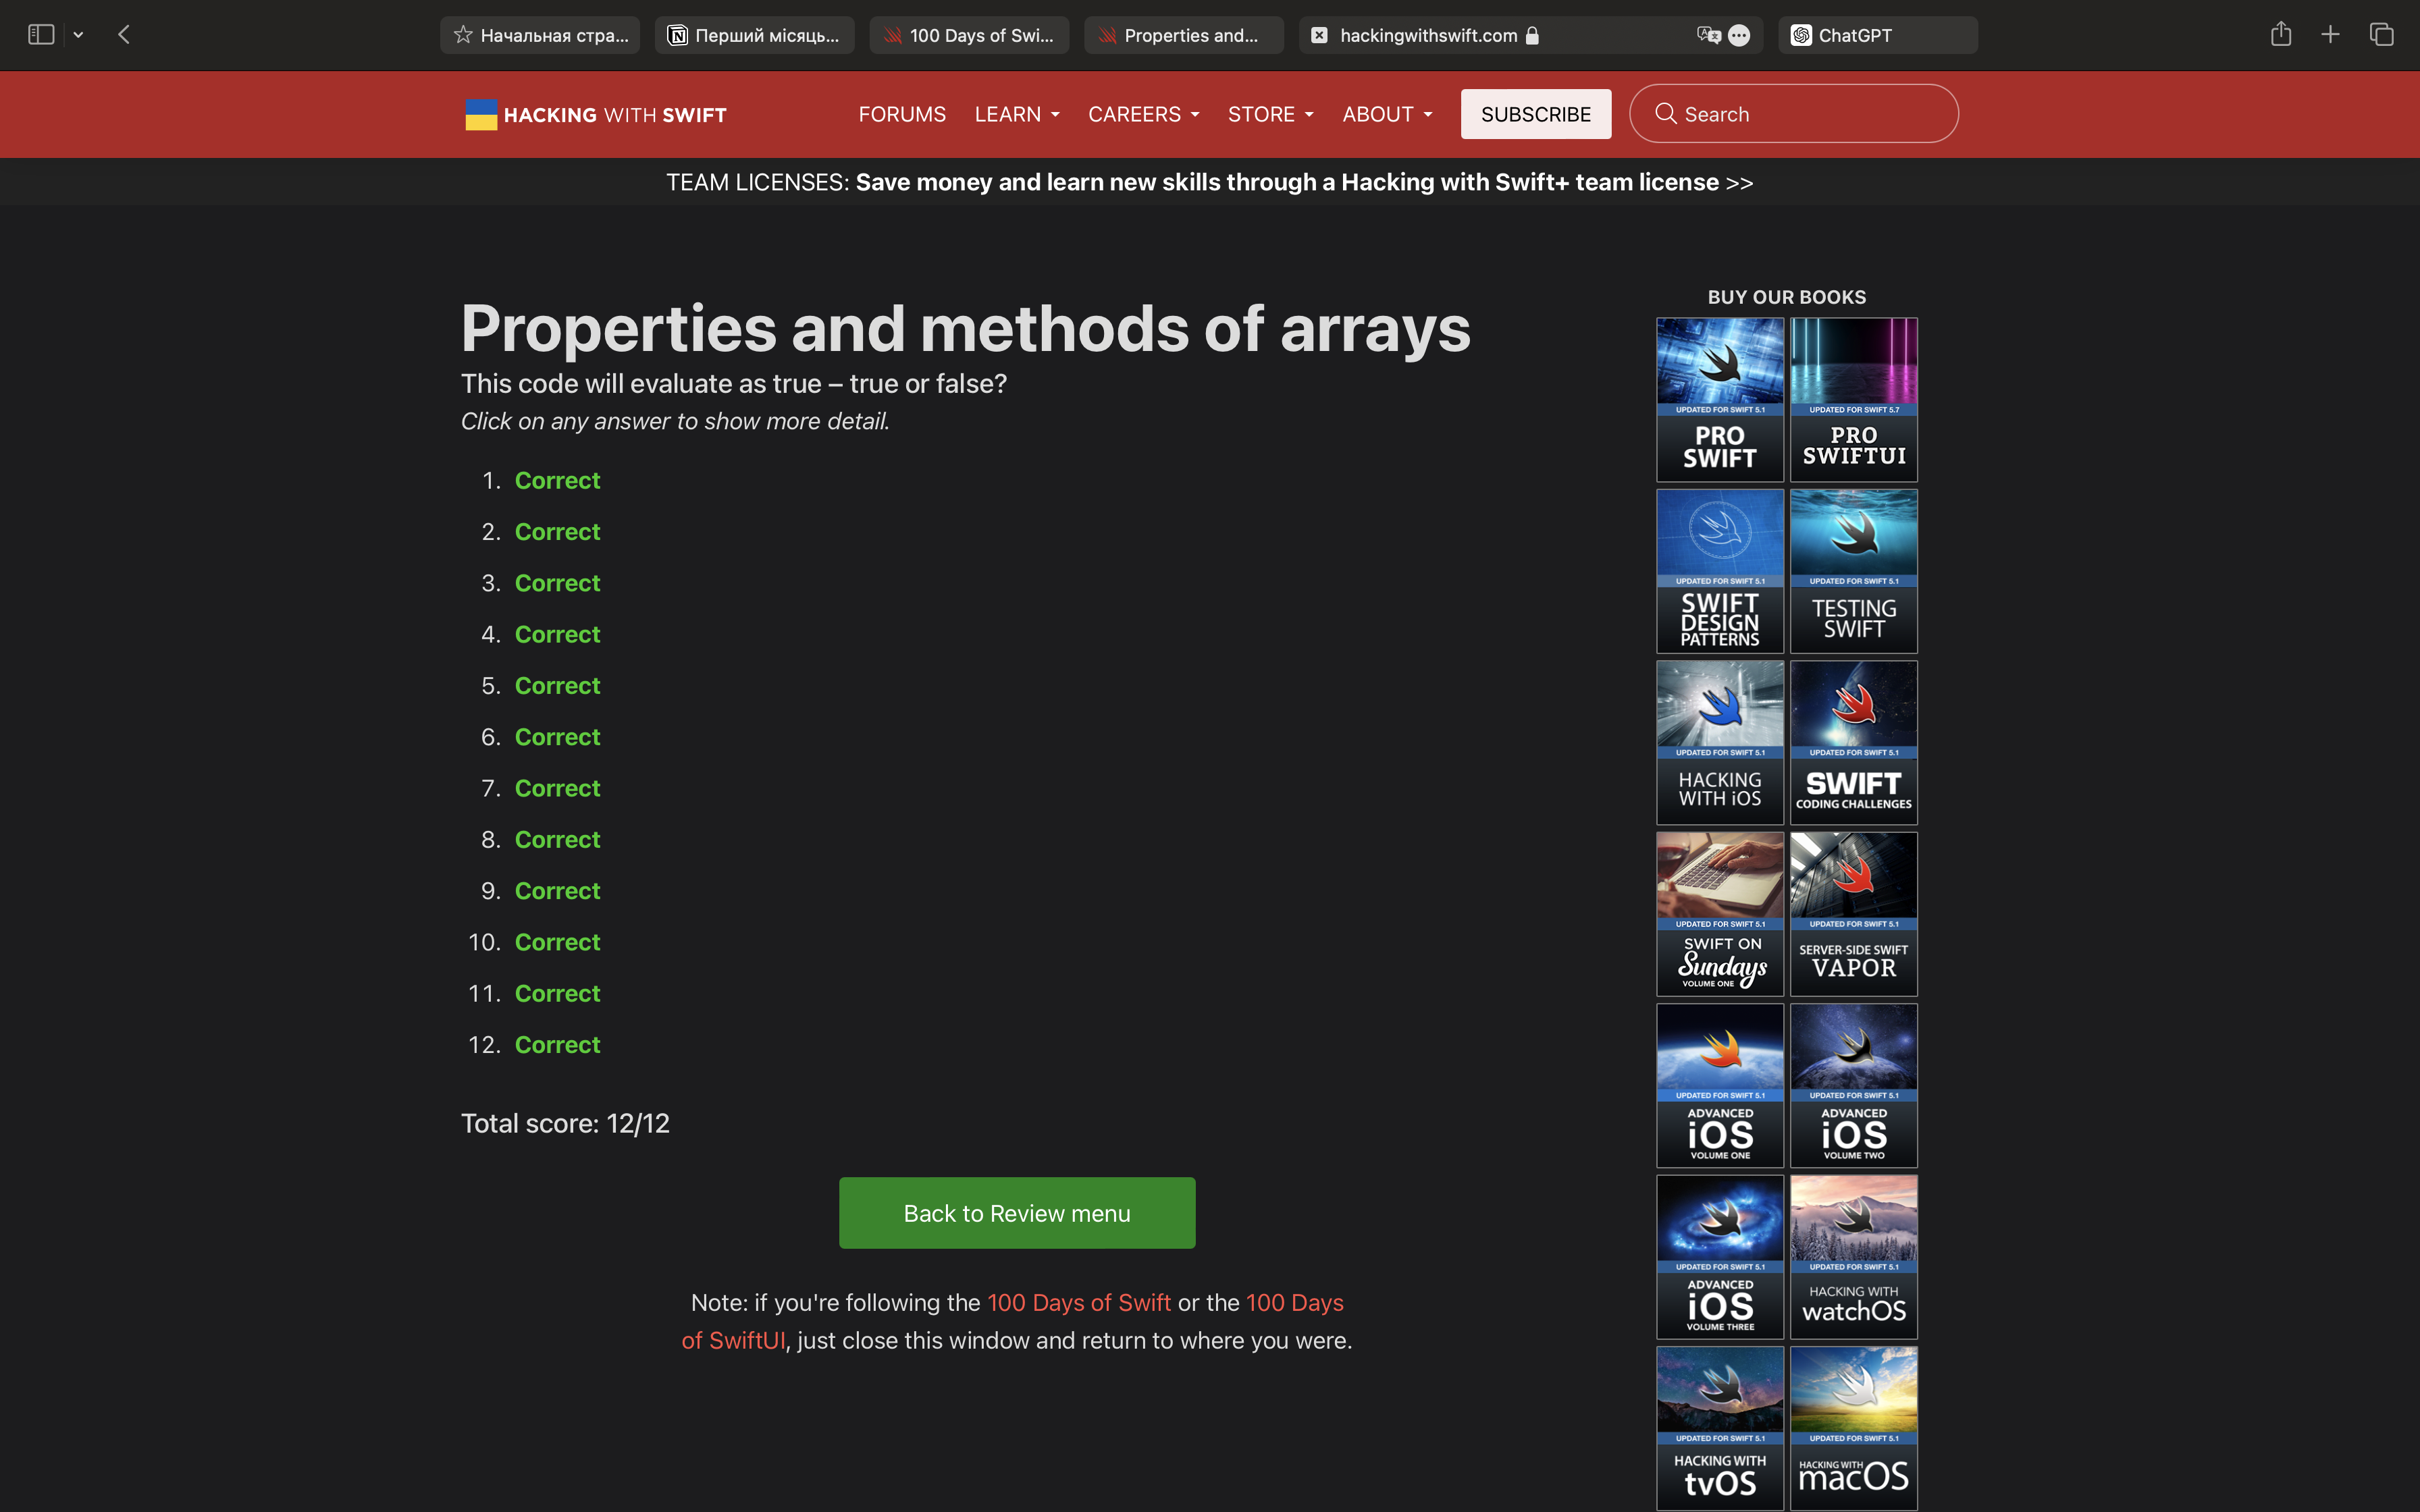 Начальная стра...
Перший місяць...
100 Days of Swi...
Properties and...
hackingwithswift.com
ChatGPT
HACKING WITH SWIFT
FORUMS
LEARN
CAREERS
STORE
ABOUT
SUBSCRIBE
Search
TEAM LICENSES: Save money and learn new skills through a Hacking with Swift+ team license >>
Properties and methods of arrays
This code will evaluate as true – true or false?
Click on any answer to show more detail.
1. Correct
2. Correct
3. Correct
4. Correct
5. Correct
6. Correct
7. Correct
8. Correct
9. Correct
10. Correct
11. Correct
12. Correct
Total score: 12/12
Back to Review menu
Note: if you're following the 100 Days of Swift or the 100 Days
of SwiftUI, just close this window and return to where you were.
BUY OUR BOOKS
UPDATED FOR SWIFT 5.1
PRO
SWIFT
UPDATED FOR SWIFT 5.7
PRO
SWIFTUI
UPDATED FOR SWIFT 5.1
SWIFT
DESIGN
PATTERNS
UPDATED FOR SWIFT 5.1
TESTING
SWIFT
UPDATED FOR SWIFT 5.1
HACKING
WITH iOS
UPDATED FOR SWIFT 5.1
SWIFT
CODING CHALLENGES
UPDATED FOR SWIFT 5.1
SWIFT ON
Sundays
VOLUME ONE
UPDATED FOR SWIFT 5.1
SERVER-SIDE SWIFT
VAPOR
UPDATED FOR SWIFT 5.1
ADVANCED
iOS
VOLUME ONE
UPDATED FOR SWIFT 5.1
ADVANCED
iOS
VOLUME TWO
UPDATED FOR SWIFT 5.1
ADVANCED
iOS
VOLUME THREE
UPDATED FOR SWIFT 5.1
HACKING WITH
watchOS
UPDATED FOR SWIFT 5.1
HACKING WITH
tvOS
UPDATED FOR SWIFT 5.1
HACKING WITH
macOS